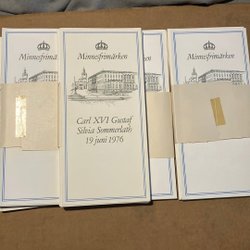 Minnesfrimärken
Minnesfrimärken
Carl XVI Gustaf
Silvia Sommerlath
19 juni 1976
Minnesfrimärken